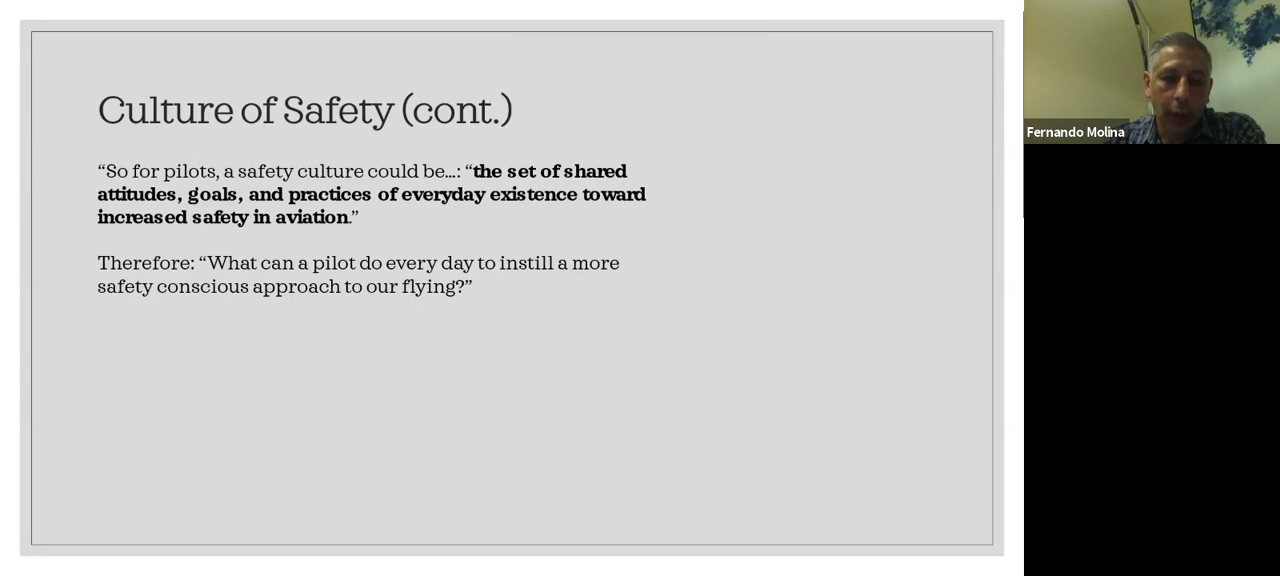 Culture of Safety (cont.)
“So for pilots, a safety culture could be...: “the set of shared
attitudes, goals, and practices of everyday existence toward
increased safety in aviation.”
Therefore: “What can a pilot do every day to instill a more
safety conscious approach to our flying?”
Fernando Molina